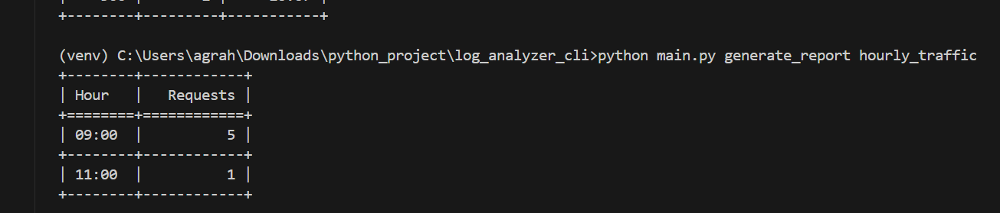 +--------+---------+-----------+
(venv) C:\Users\agrah\Downloads\python_project\log_analyzer_cli>python main.py generate_report hourly_traffic
+--------+------------+
| Hour   |   Requests |
+========+============+
| 09:00  |          5 |
+--------+------------+
| 11:00  |          1 |
+--------+------------+